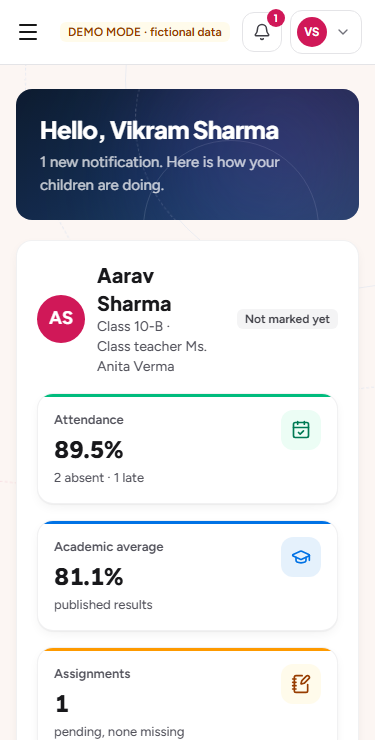 DEMO MODE · fictional data
1
VS
Hello, Vikram Sharma
1 new notification. Here is how your
children are doing.
AS
Aarav
Sharma
Class 10-B ·
Class teacher Ms.
Anita Verma
Not marked yet
Attendance
89.5%
2 absent · 1 late
Academic average
81.1%
published results
Assignments
1
pending, none missing